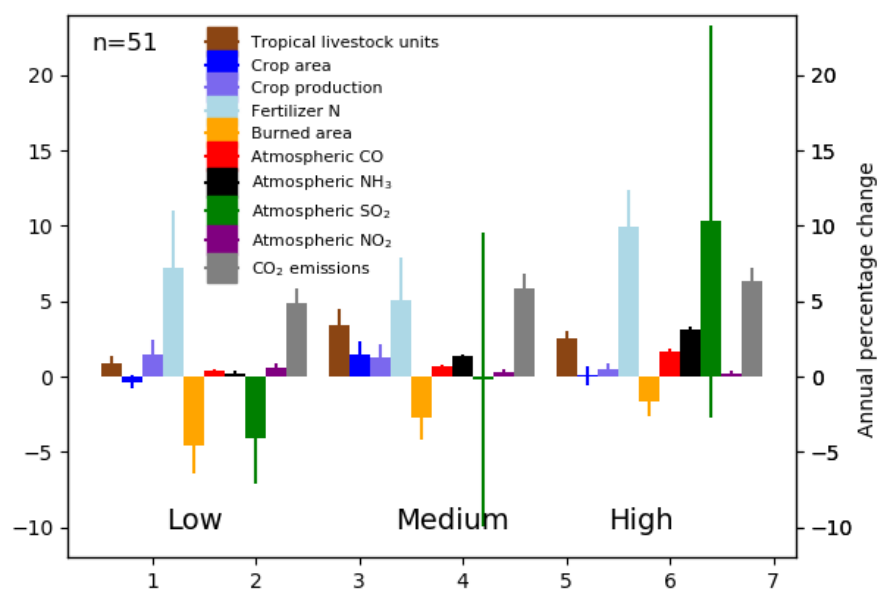 n=51
Tropical livestock units
Crop area
Crop production
Fertilizer N
Burned area
Atmospheric CO
Atmospheric NH₃
Atmospheric SO₂
Atmospheric NO₂
CO₂ emissions
20
15
10
5
0
−5
−10
20
15
10
5
0
−5
−10
Annual percentage change
Low Medium High
1 2 3 4 5 6 7